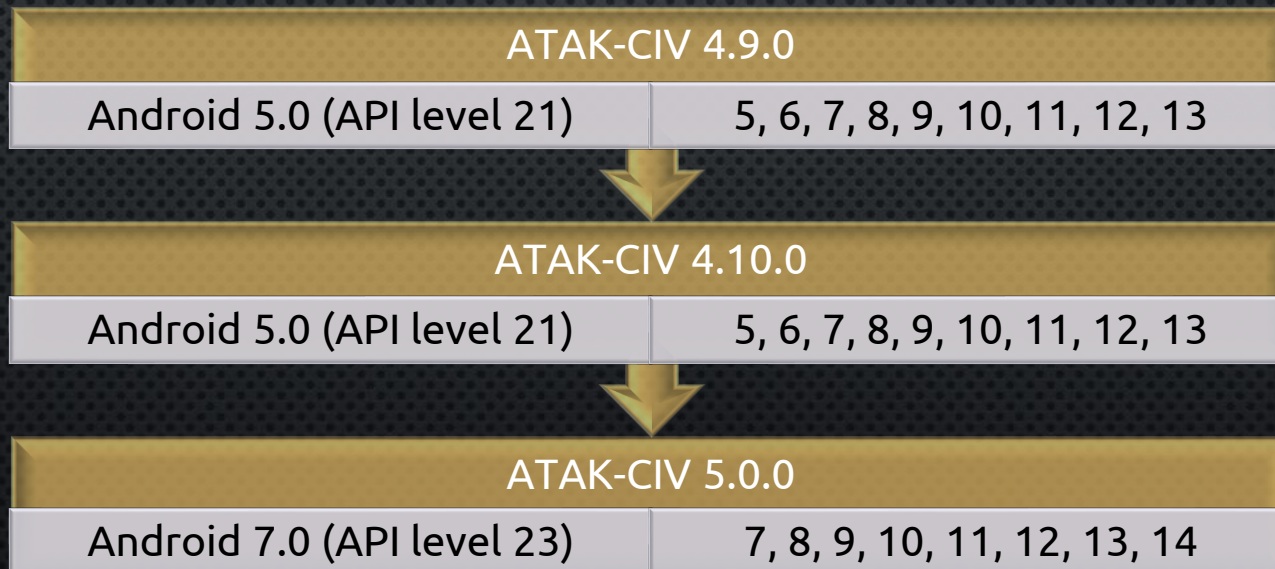 ATAK-CIV 4.9.0
Android 5.0 (API level 21) 5, 6, 7, 8, 9, 10, 11, 12, 13
ATAK-CIV 4.10.0
Android 5.0 (API level 21) 5, 6, 7, 8, 9, 10, 11, 12, 13
ATAK-CIV 5.0.0
Android 7.0 (API level 23) 7, 8, 9, 10, 11, 12, 13, 14